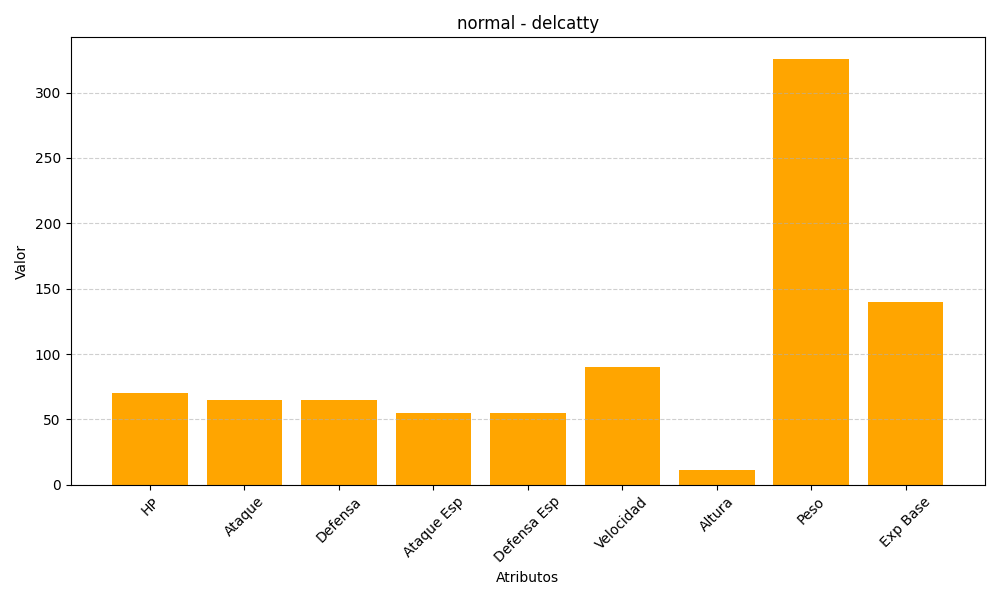 normal - delcatty
Valor
300
250
200
150
100
50
0
HP
Ataque
Defensa
Ataque Esp
Defensa Esp
Velocidad
Altura
Peso
Exp Base
Atributos